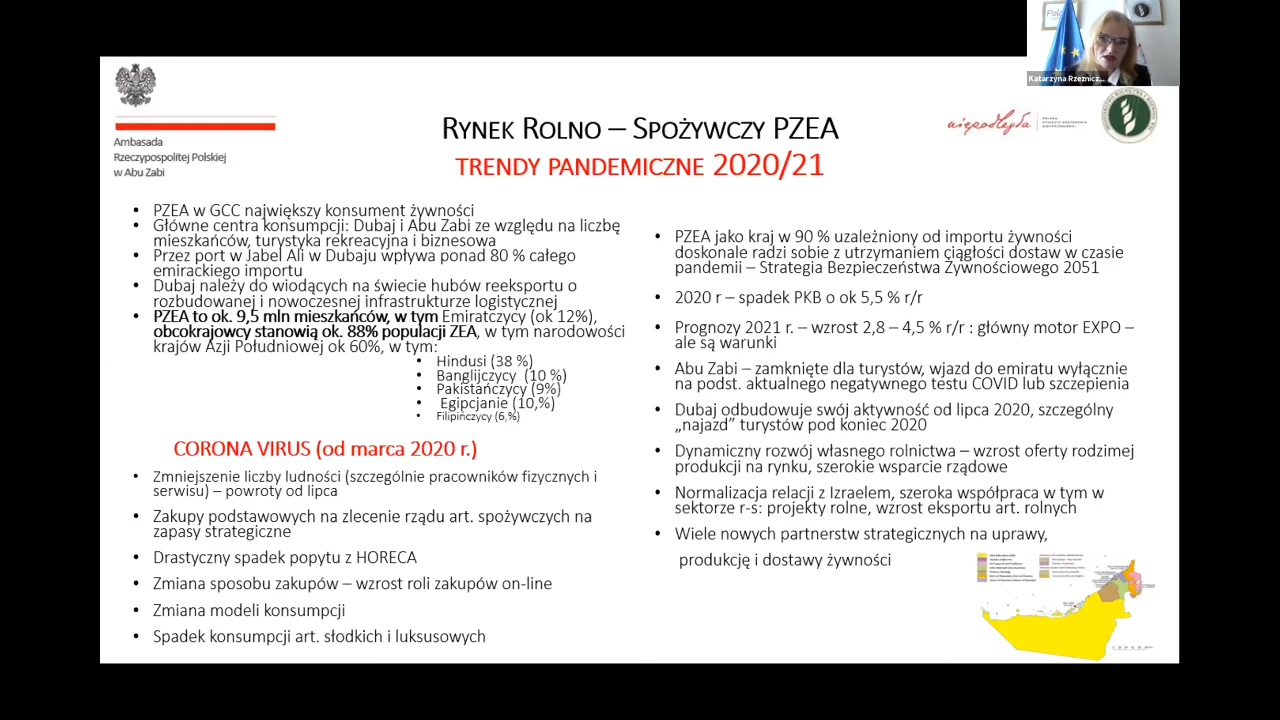 Katarzyna Rzeznicz...
Ambasada
Rzeczypospolitej Polskiej
w Abu Zabi
niepodległa
RYNEK ROLNO – SPOŻYWCZY PZEA
TRENDY PANDEMICZNE 2020/21
• PZEA w GCC największy konsument żywności
• Główne centra konsumpcji: Dubaj i Abu Zabi ze względu na liczbę
mieszkańców, turystyka rekreacyjna i biznesowa
• Przez port w Jabel Ali w Dubaju wpływa ponad 80 % całego
emirackiego importu
• Dubaj należy do wiodących na świecie hubów reeksportu o
rozbudowanej i nowoczesnej infrastrukturze logistycznej
• PZEA to ok. 9,5 mln mieszkańców, w tym Emiratczycy (ok 12%),
obcokrajowcy stanowią ok. 88% populacji ZEA, w tym narodowości
krajów Azji Południowej ok 60%, w tym:
• Hindusi (38 %)
• Banglijczycy (10 %)
• Pakistańczycy (9%)
• Egipcjanie (10,%)
• Filipińczycy (6,%)
CORONA VIRUS (od marca 2020 r.)
• Zmniejszenie liczby ludności (szczególnie pracowników fizycznych i
serwisu) – powroty od lipca
• Zakupy podstawowych na zlecenie rządu art. spożywczych na
zapasy strategiczne
• Drastyczny spadek popytu z HORECA
• Zmiana sposobu zakupów – wzrost roli zakupów on-line
• Zmiana modeli konsumpcji
• Spadek konsumpcji art. słodkich i luksusowych
• PZEA jako kraj w 90 % uzależniony od importu żywności
doskonale radzi sobie z utrzymaniem ciągłości dostaw w czasie
pandemii – Strategia Bezpieczeństwa Żywnościowego 2051
• 2020 r – spadek PKB o ok 5,5 % r/r
• Prognozy 2021 r. – wzrost 2,8 – 4,5 % r/r : główny motor EXPO –
ale są warunki
• Abu Zabi – zamknięte dla turystów, wjazd do emiratu wyłącznie
na podst. aktualnego negatywnego testu COVID lub szczepienia
• Dubaj odbudowuje swój aktywność od lipca 2020, szczególny
„najazd” turystów pod koniec 2020
• Dynamiczny rozwój własnego rolnictwa – wzrost oferty rodzimej
produkcji na rynku, szerokie wsparcie rządowe
• Normalizacja relacji z Izraelem, szeroka współpraca w tym w
sektorze r-s: projekty rolne, wzrost eksportu art. rolnych
• Wiele nowych partnerstw strategicznych na uprawy,
produkcję i dostawy żywności